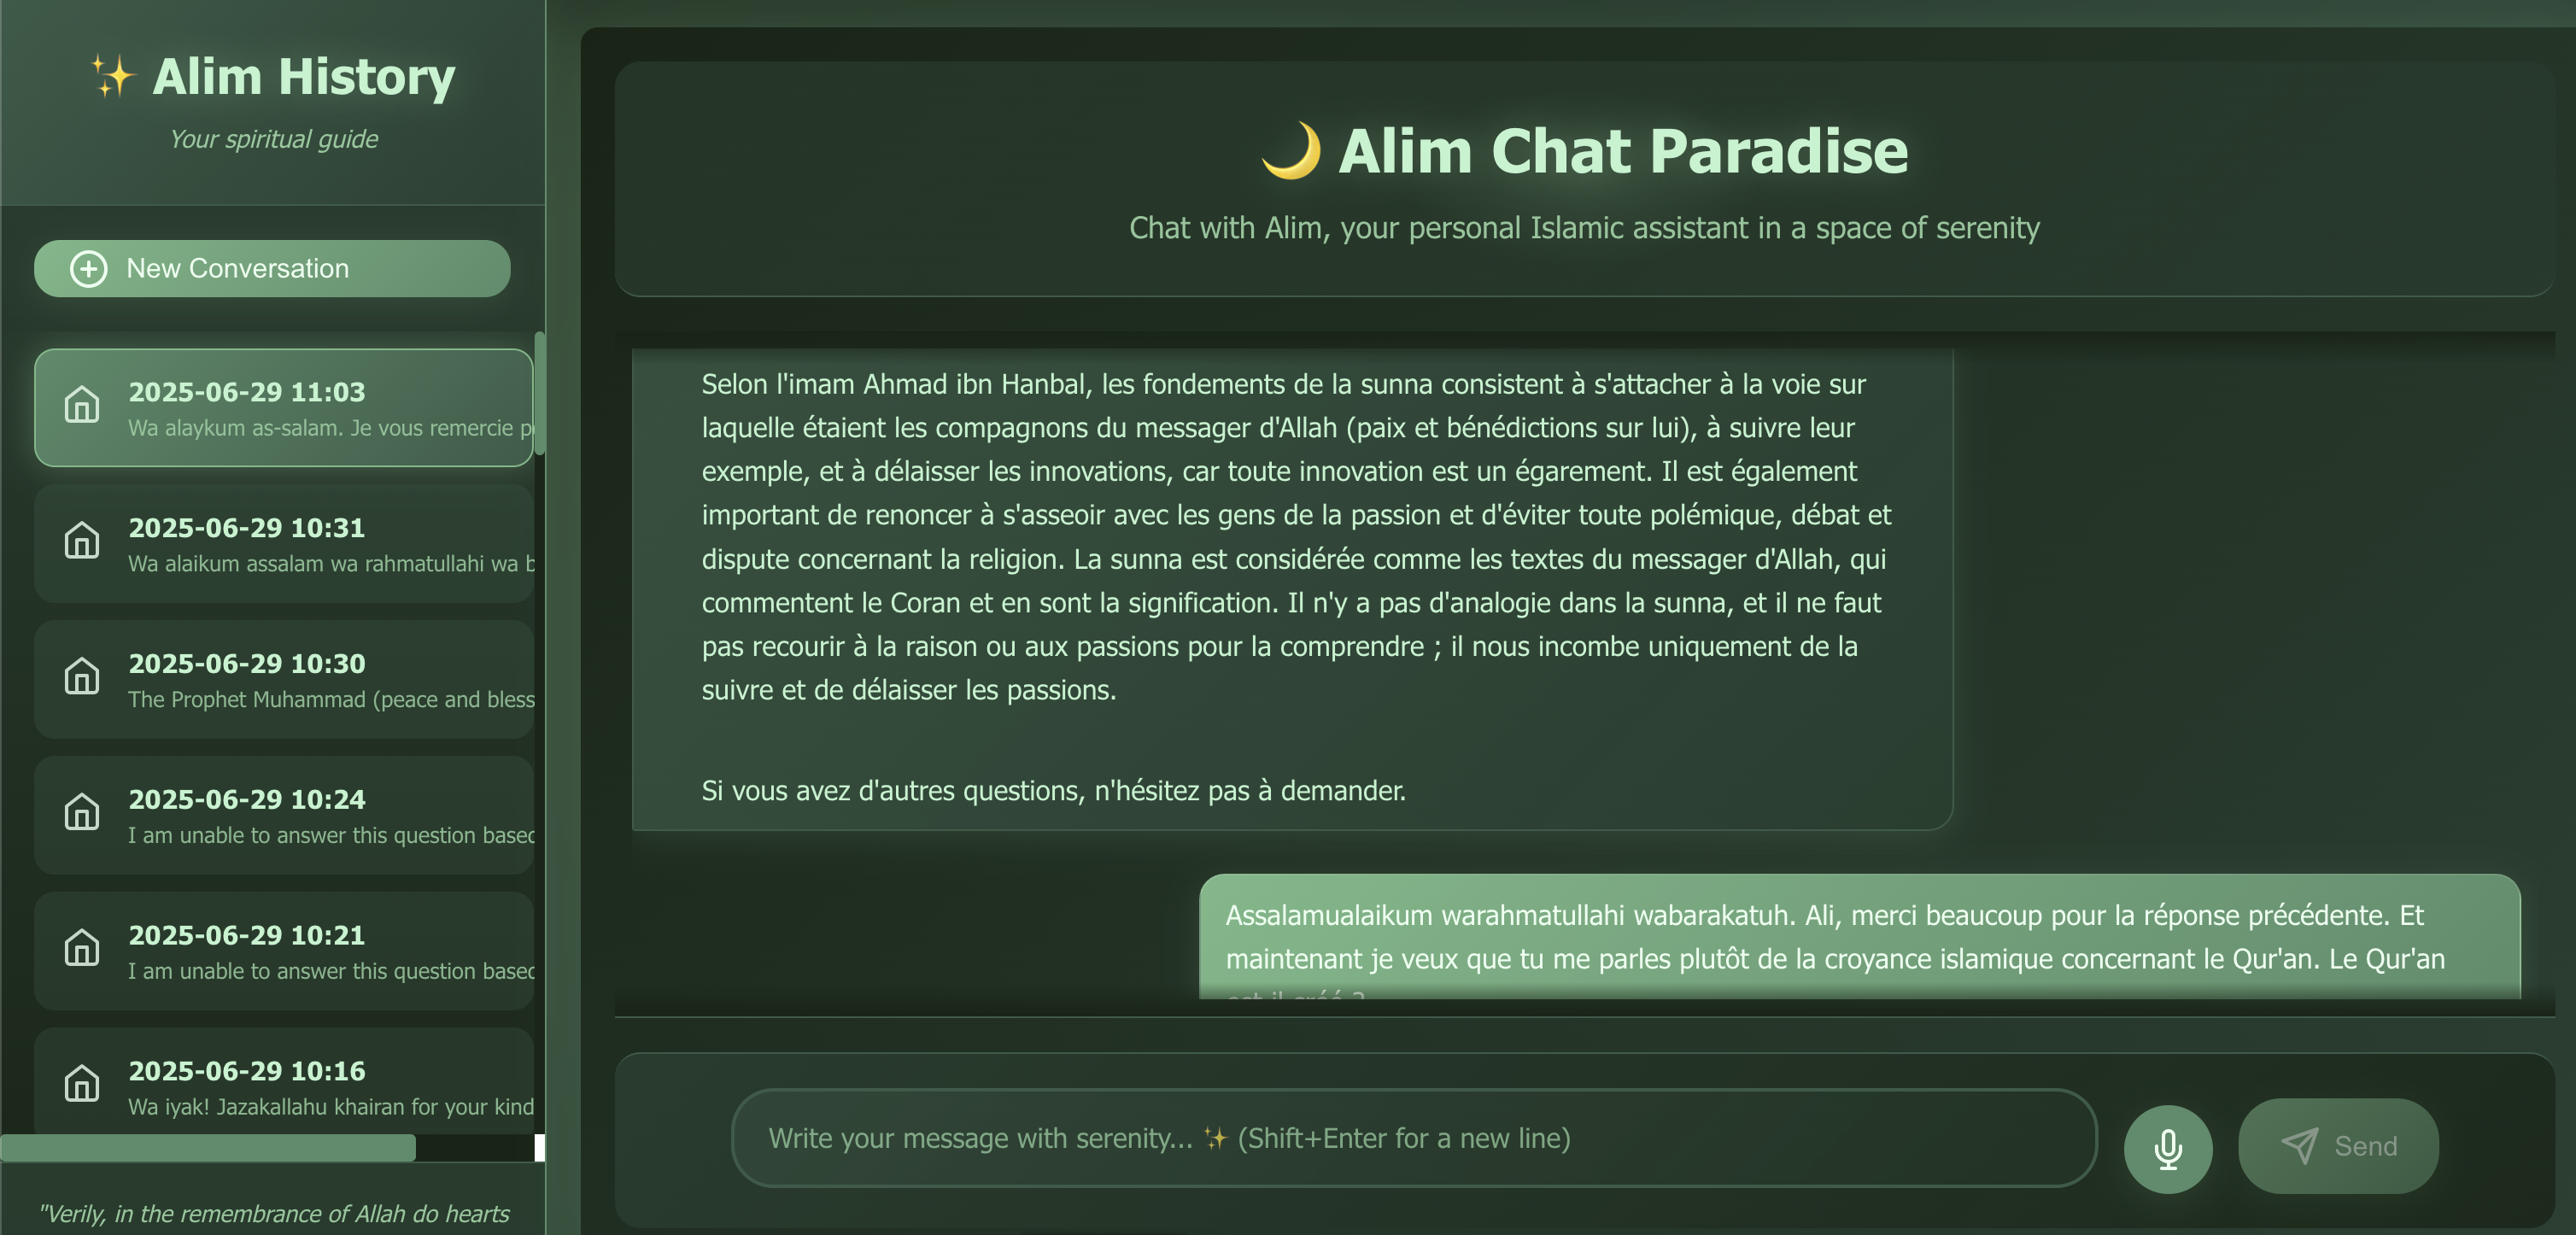 ✨ Alim History
Your spiritual guide
New Conversation
2025-06-29 11:03
Wa alaykum as-salam. Je vous remercie
2025-06-29 10:31
Wa alaikum assalam wa rahmatullahi wa
2025-06-29 10:30
The Prophet Muhammad (peace and
2025-06-29 10:24
I am unable to answer this question
2025-06-29 10:21
I am unable to answer this question
2025-06-29 10:16
Wa iyak! Jazakallahu khairan for your kind
"Verily, in the remembrance of Allah do hearts
🌙 Alim Chat Paradise
Chat with Alim, your personal Islamic assistant in a space of serenity
Selon l'imam Ahmad ibn Hanbal, les fondements de la sunna consistent à s'attacher à la voie sur
laquelle étaient les compagnons du messager d'Allah (paix et bénédictions sur lui), à suivre leur
exemple, et à délaisser les innovations, car toute innovation est un égarement. Il est également
important de renoncer à s'asseoir avec les gens de la passion et d'éviter toute polémique, débat et
dispute concernant la religion. La sunna est considérée comme les textes du messager d'Allah, qui
commentent le Coran et en sont la signification. Il n'y a pas d'analogie dans la sunna, et il ne faut
pas recourir à la raison ou aux passions pour la comprendre ; il nous incombe uniquement de la
suivre et de délaisser les passions.
Si vous avez d'autres questions, n'hésitez pas à demander.
Assalamualaikum warahmatullahi wabarakatuh. Ali, merci beaucoup pour la réponse précédente. Et
maintenant je veux que tu me parles plutôt de la croyance islamique concernant le Qur'an. Le Qur'an
est il créé ?
Write your message with serenity... ✨ (Shift+Enter for a new line)
Send